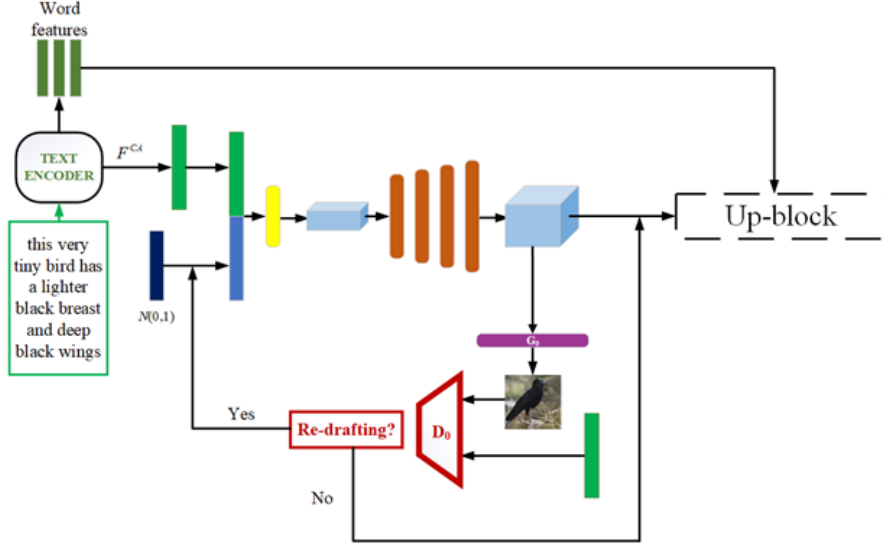 Word
features
TEXT
ENCODER
F^CA
this very
tiny bird has
a lighter
black breast
and deep
black wings
N(0,1)
Up-block
G₀
D₀
Re-drafting?
Yes
No